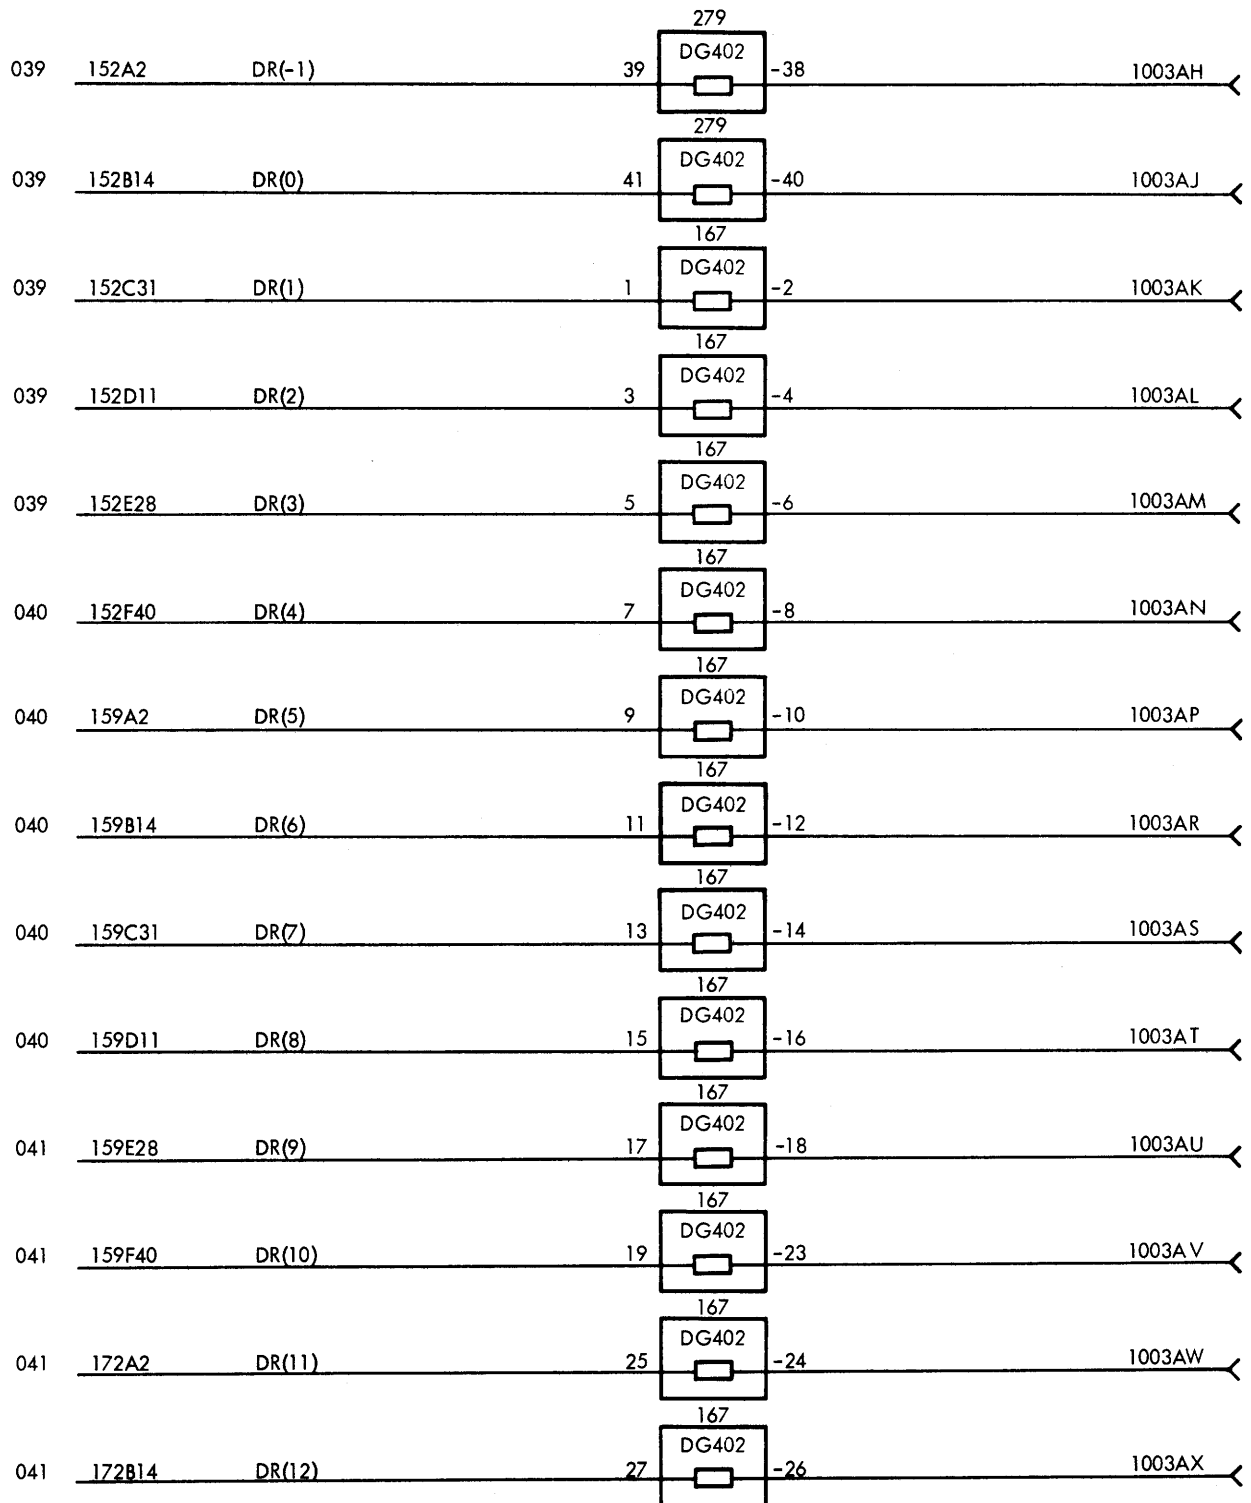 279
DG402
039 152A2 DR(-1) 39 -38 1003AH
279
DG402
039 152B14 DR(0) 41 -40 1003AJ
167
DG402
039 152C31 DR(1) 1 -2 1003AK
167
DG402
039 152D11 DR(2) 3 -4 1003AL
167
DG402
039 152E28 DR(3) 5 -6 1003AM
167
DG402
040 152F40 DR(4) 7 -8 1003AN
167
DG402
040 159A2 DR(5) 9 -10 1003AP
167
DG402
040 159B14 DR(6) 11 -12 1003AR
167
DG402
040 159C31 DR(7) 13 -14 1003AS
167
DG402
040 159D11 DR(8) 15 -16 1003AT
167
DG402
041 159E28 DR(9) 17 -18 1003AU
167
DG402
041 159F40 DR(10) 19 -23 1003AV
167
DG402
041 172A2 DR(11) 25 -24 1003AW
167
DG402
041 172B14 DR(12) 27 -26 1003AX